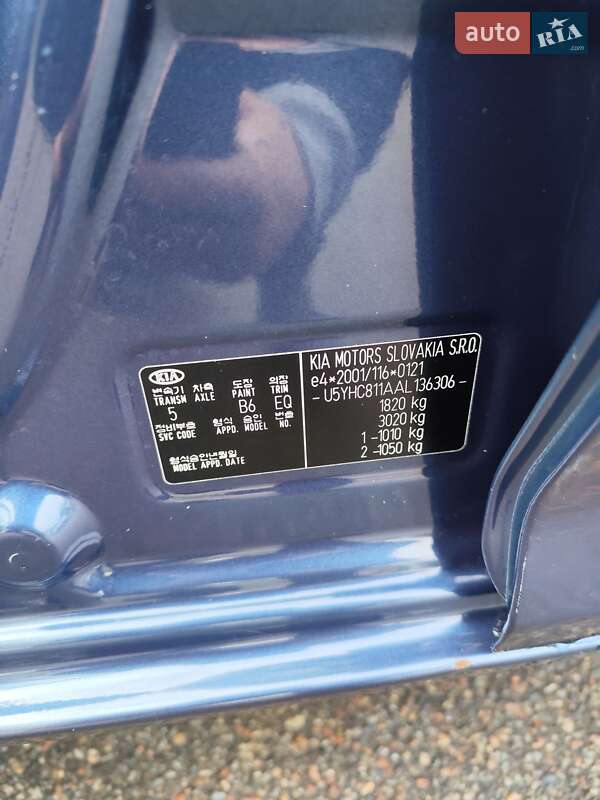 auto RIA
.com
KIA
변속기 차축 도장 외장
TRANSM AXLE PAINT TRIM
5 B6 EQ
정비부호 형식 승인 번호
SVC CODE APPD. MODEL NO.
형식승인년월일
MODEL APPD. DATE
KIA MOTORS SLOVAKIA S.R.O.
e4*2001/116*0121
–U5YHC811AAL136306–
1820 kg
3020 kg
1 –1010 kg
2 –1050 kg